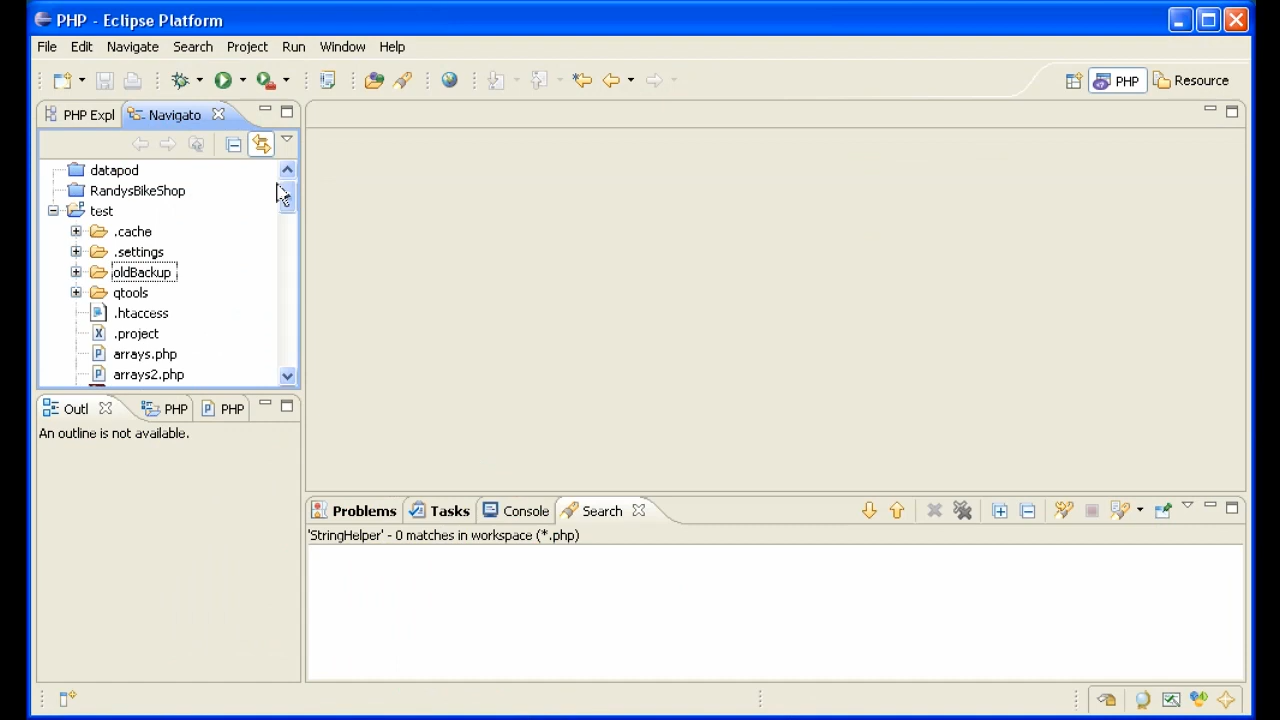 PHP - Eclipse Platform
File Edit Navigate Search Project Run Window Help
PHP Resource
PHP Expl Navigato
datapod
RandysBikeShop
test
.cache
.settings
oldBackup
qtools
.htaccess
.project
arrays.php
arrays2.php
Outl PHP PHP
An outline is not available.
Problems Tasks Console Search
'StringHelper' - 0 matches in workspace (*.php)